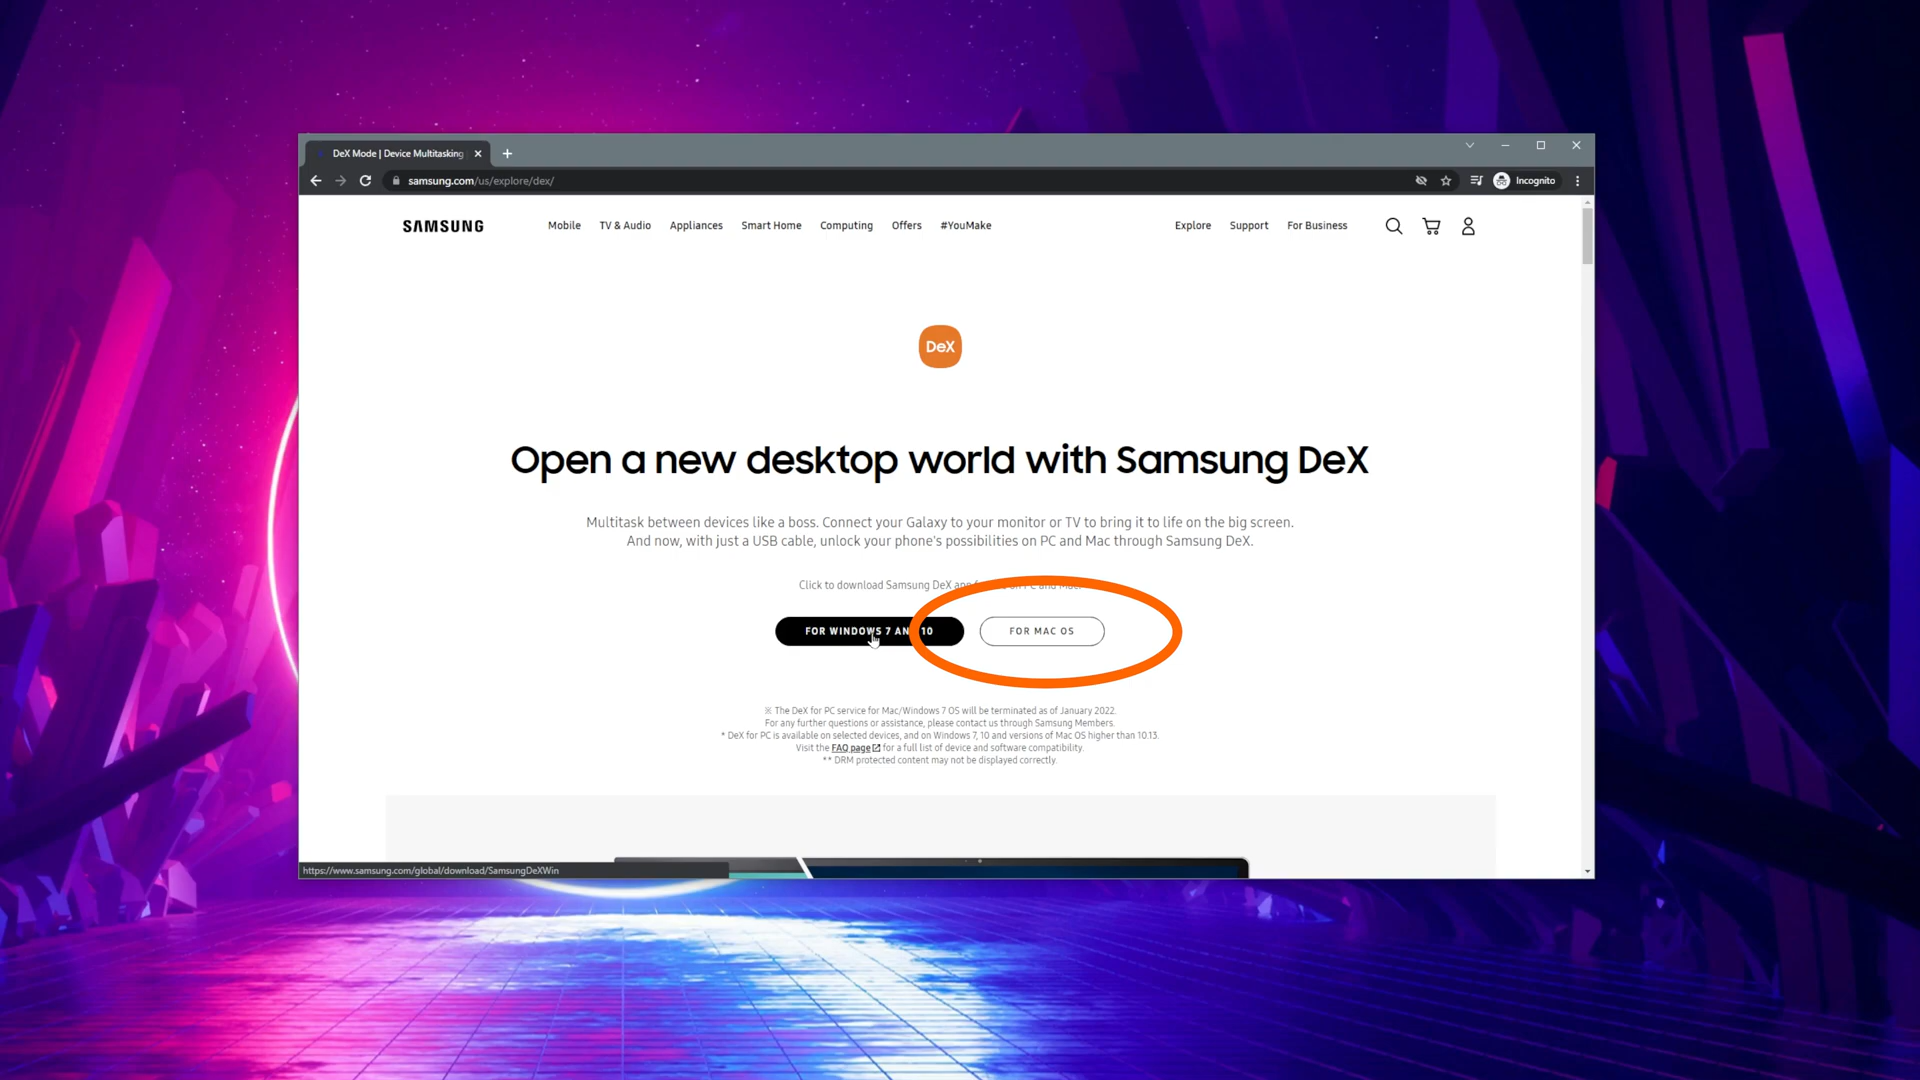 DeX Mode | Device Multitasking
samsung.com/us/explore/dex/
Incognito
SAMSUNG
Mobile
TV & Audio
Appliances
Smart Home
Computing
Offers
#YouMake
Explore
Support
For Business
DeX
Open a new desktop world with Samsung DeX
Multitask between devices like a boss. Connect your Galaxy to your monitor or TV to bring it to life on the big screen.
And now, with just a USB cable, unlock your phone's possibilities on PC and Mac through Samsung DeX.
Click to download Samsung DeX app on PC and Mac.
FOR WINDOWS 7 AN 10
FOR MAC OS
※ The DeX for PC service for Mac/Windows 7 OS will be terminated as of January 2022.
For any further questions or assistance, please contact us through Samsung Members.
* DeX for PC is available on selected devices, and on Windows 7, 10 and versions of Mac OS higher than 10.13.
Visit the FAQ page for a full list of device and software compatibility.
** DRM protected content may not be displayed correctly.
https://www.samsung.com/global/download/SamsungDeXWin